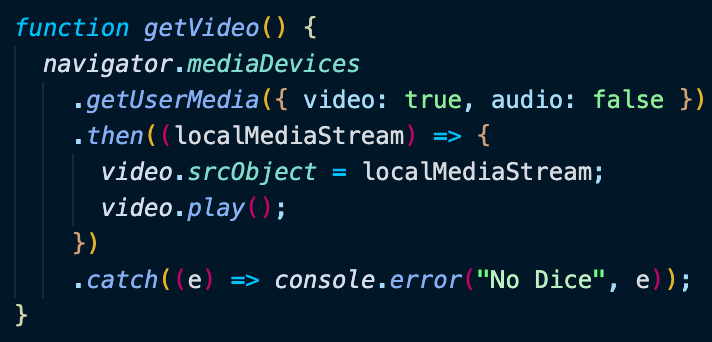 function getVideo() {
  navigator.mediaDevices
    .getUserMedia({ video: true, audio: false })
    .then((localMediaStream) => {
      video.srcObject = localMediaStream;
      video.play();
    })
    .catch((e) => console.error("No Dice", e));
}